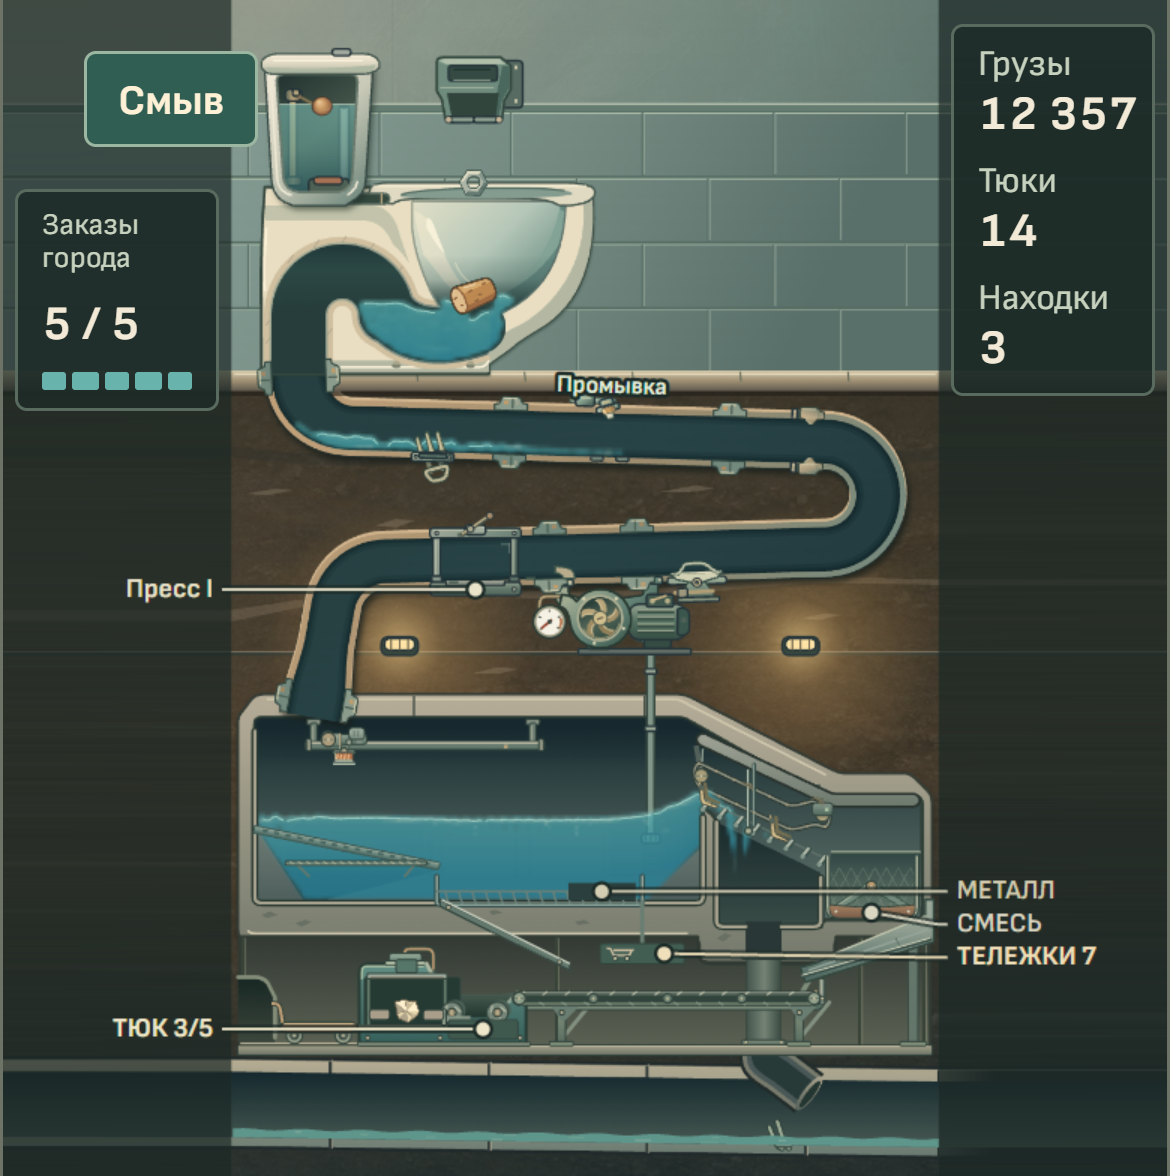 Смыв
Заказы
города
5 / 5
Грузы
12 357
Тюки
14
Находки
3
Промывка
Пресс I
МЕТАЛЛ
СМЕСЬ
ТЕЛЕЖКИ 7
ТЮК 3/5